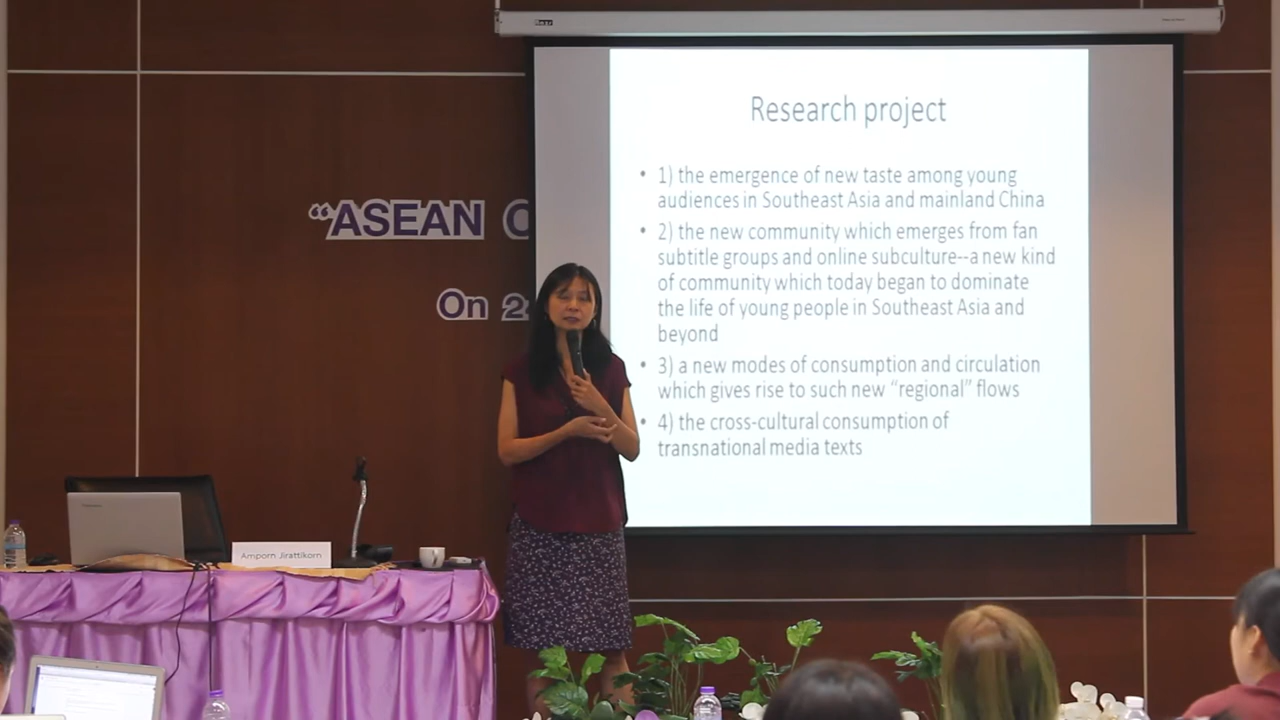 Research project
• 1) the emergence of new taste among young
audiences in Southeast Asia and mainland China
• 2) the new community which emerges from fan
subtitle groups and online subculture--a new kind
of community which today began to dominate
the life of young people in Southeast Asia and
beyond
• 3) a new modes of consumption and circulation
which gives rise to such new “regional” flows
• 4) the cross-cultural consumption of
transnational media texts
“ASEAN
On 2
Amporn Jirattikorn